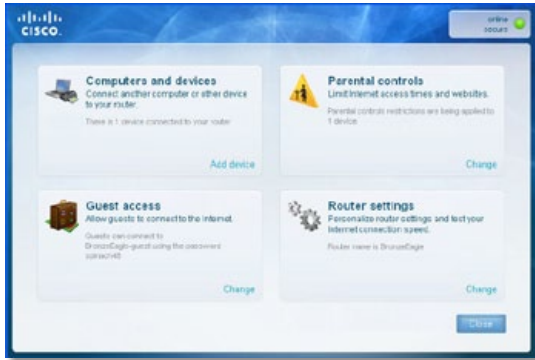 CISCO.
online
secure
Computers and devices
Connect another computer or other device
to your router.
There is 1 device connected to your router
Add device
Parental controls
Limit Internet access times and websites.
Parental controls restrictions are being applied to
1 device
Change
Guest access
Allow guests to connect to the Internet.
Guests can connect to
BronzeEagle-guest using the password
Change
Router settings
Personalize router settings and test your
Internet connection speed.
Router name is BronzeEagle
Change
Close